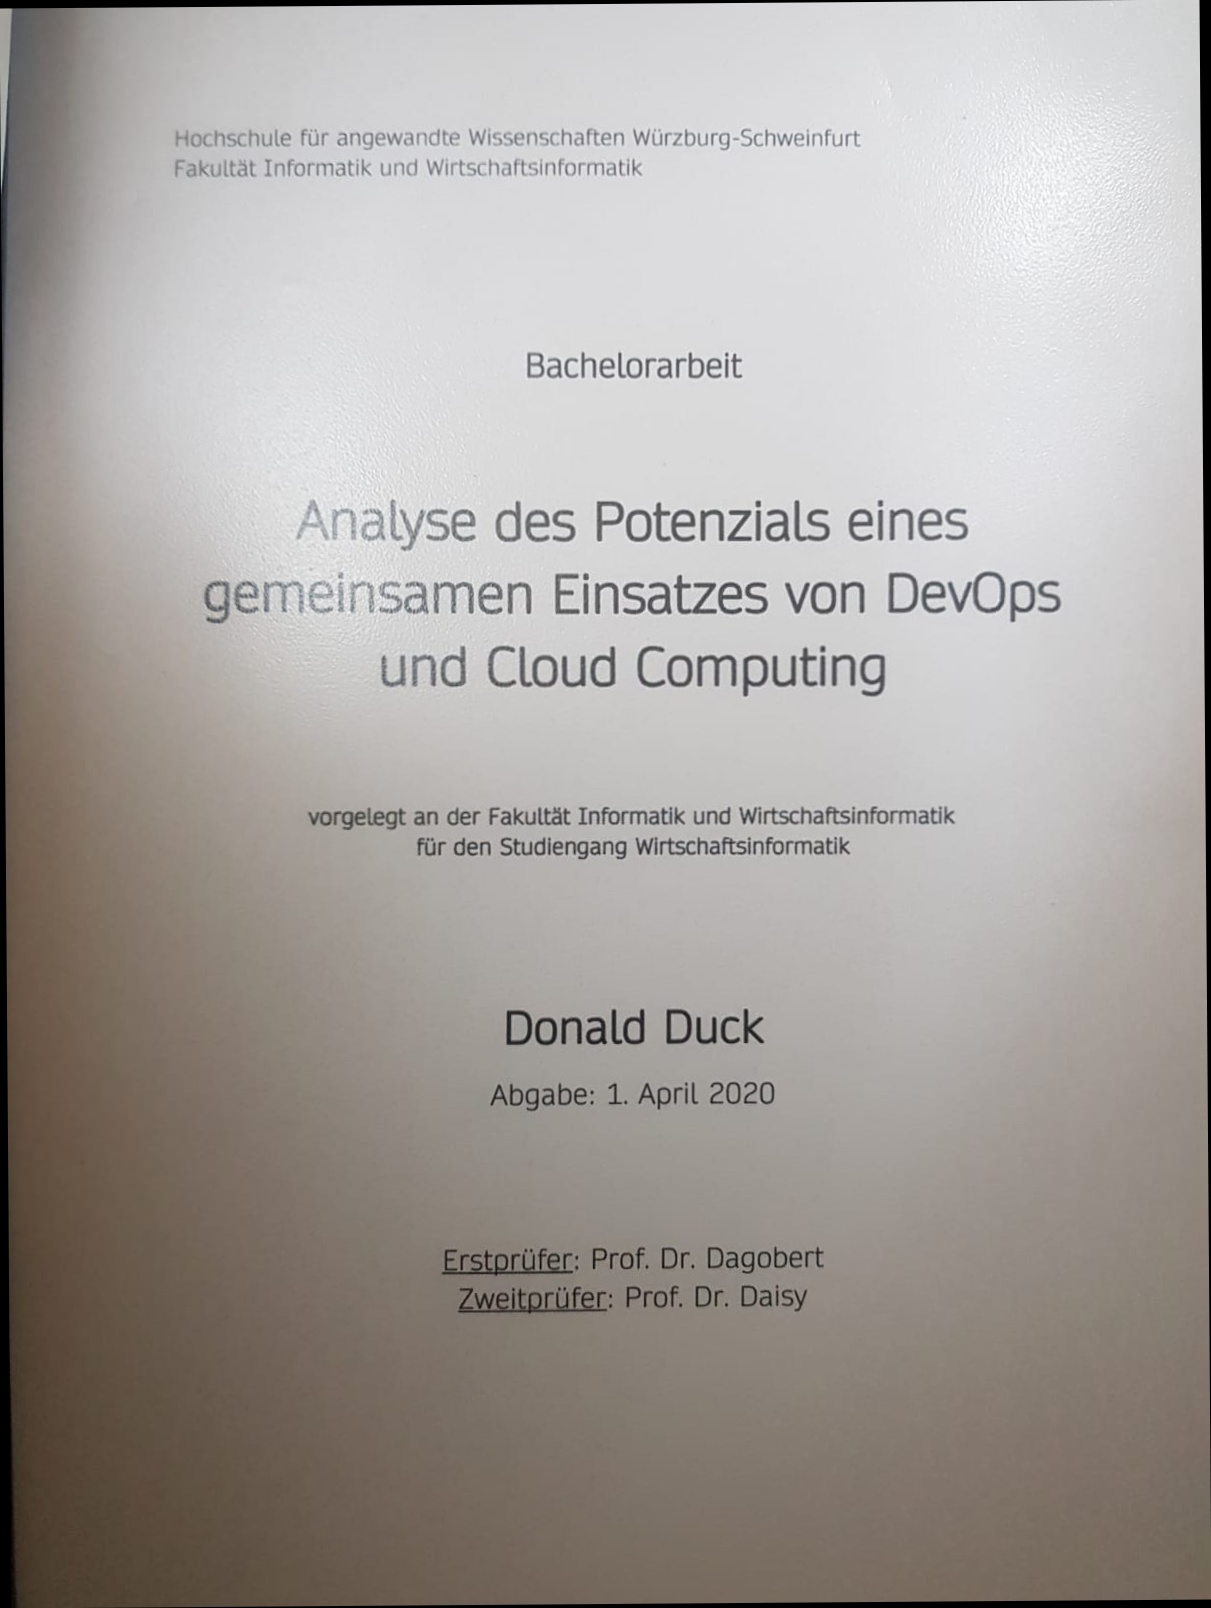 Hochschule für angewandte Wissenschaften Würzburg-Schweinfurt
Fakultät Informatik und Wirtschaftsinformatik
Bachelorarbeit
Analyse des Potenzials eines
gemeinsamen Einsatzes von DevOps
und Cloud Computing
vorgelegt an der Fakultät Informatik und Wirtschaftsinformatik
für den Studiengang Wirtschaftsinformatik
Donald Duck
Abgabe: 1. April 2020
Erstprüfer: Prof. Dr. Dagobert
Zweitprüfer: Prof. Dr. Daisy